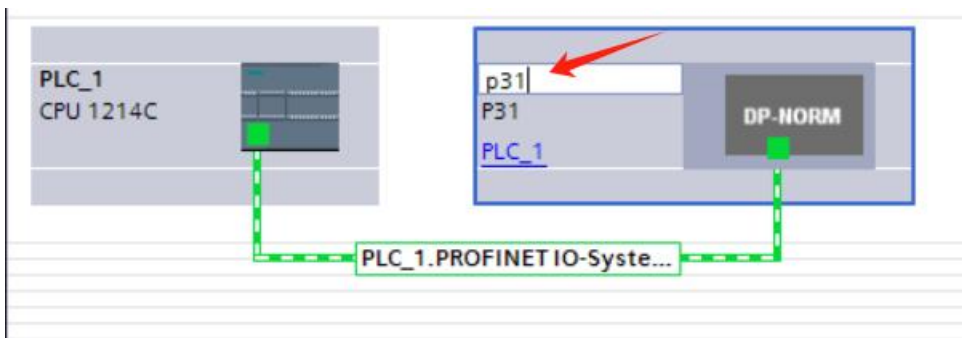 PLC_1
CPU 1214C
p31
P31
PLC_1
DP-NORM
PLC_1.PROFINET IO-Syste...